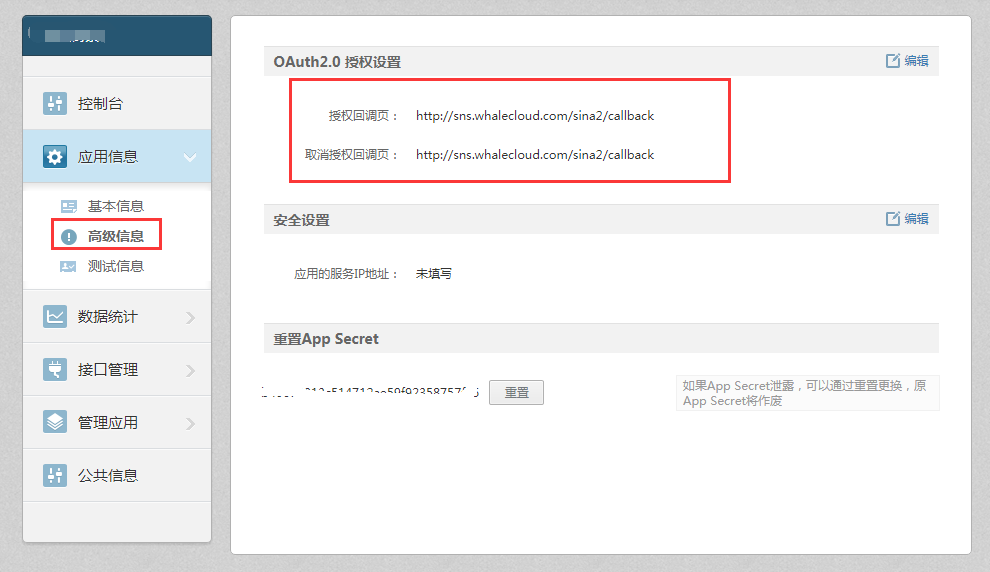 控制台
应用信息
基本信息
高级信息
测试信息
数据统计
接口管理
管理应用
公共信息
OAuth2.0 授权设置
编辑
授权回调页： http://sns.whalecloud.com/sina2/callback
取消授权回调页： http://sns.whalecloud.com/sina2/callback
安全设置
编辑
应用的服务IP地址： 未填写
重置App Secret
重置
如果App Secret泄露，可以通过重置更换，原
App Secret将作废